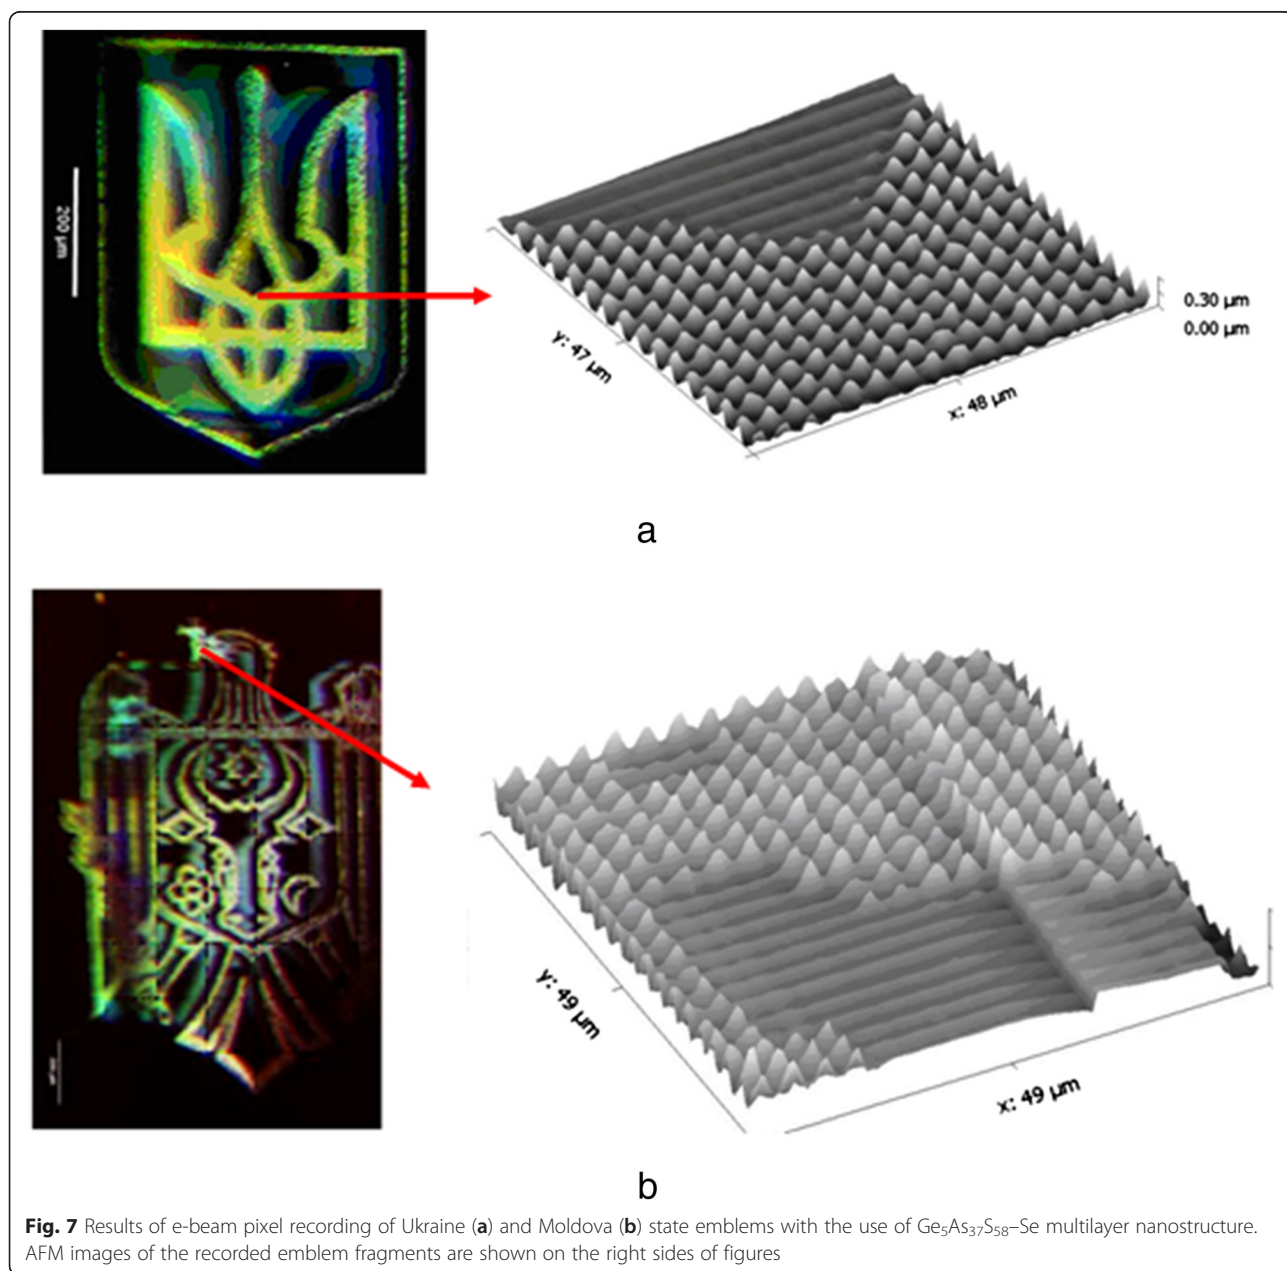 200 µm
0.30 µm
0.00 µm
y: 47 µm
x: 48 µm
a
y: 49 µm
x: 49 µm
b
Fig. 7 Results of e-beam pixel recording of Ukraine (a) and Moldova (b) state emblems with the use of Ge₅As₃₇S₅₈–Se multilayer nanostructure.
AFM images of the recorded emblem fragments are shown on the right sides of figures